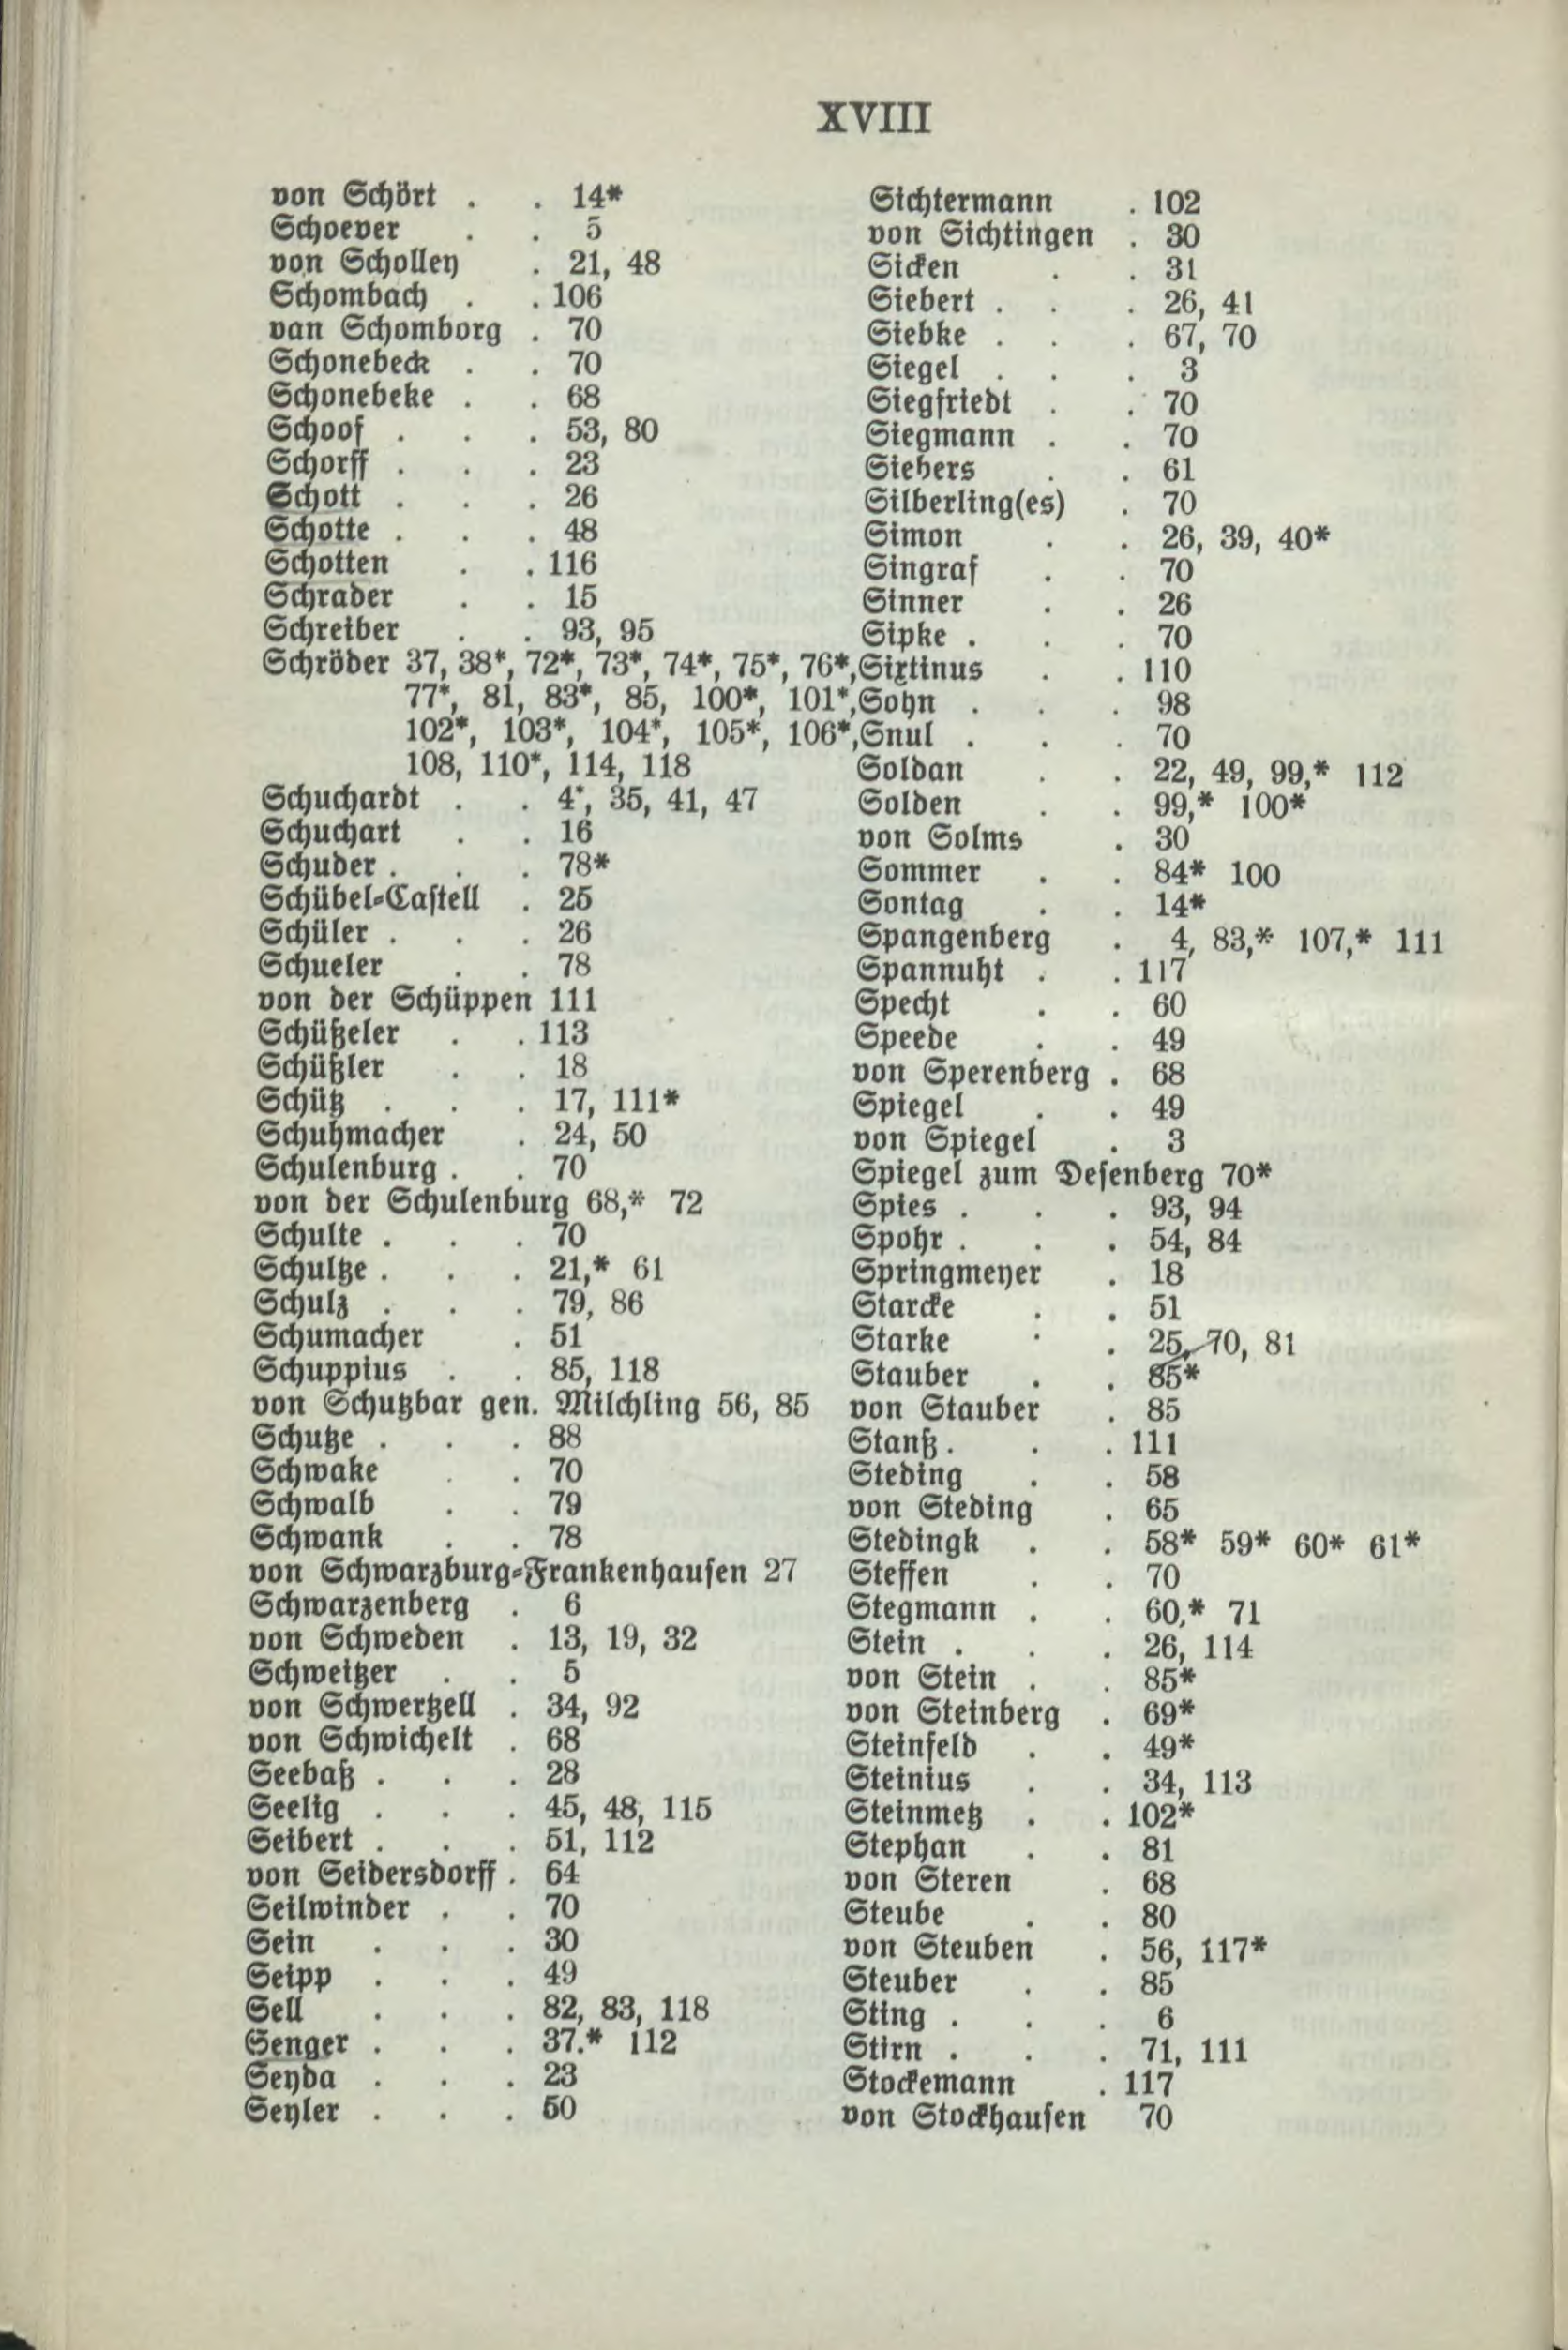 XVIII
von Schört . . 14*
Schoever . . 5
von Scholley . 21, 48
Schombach . . 106
van Schomborg . 70
Schonebeck . . 70
Schonebeke . . 68
Schoof . . . 53, 80
Schorff . . . 23
Schott . . . 26
Schotte . . . 48
Schotten . . 116
Schrader . . 15
Schreiber . . 93, 95
Schröder 37, 38*, 72*, 73*, 74*, 75*, 76*,
77*, 81, 83*, 85, 100*, 101*,
102*, 103*, 104*, 105*, 106*,
108, 110*, 114, 118
Schuchardt . . 4*, 35, 41, 47
Schuchart . . 16
Schuder . . . 78*
Schübel-Castell . 25
Schüler . . . 26
Schueler . . 78
von der Schüppen 111
Schüßeler . . 113
Schüßler . . 18
Schütz . . . 17, 111*
Schuhmacher . 24, 50
Schulenburg . . 70
von der Schulenburg 68,* 72
Schulte . . . 70
Schultze . . . 21,* 61
Schulz . . . 79, 86
Schumacher . 51
Schuppius . . 85, 118
von Schutzbar gen. Milchling 56, 85
Schutze . . . 88
Schwake . . 70
Schwalb . . 79
Schwank . . 78
von Schwarzburg-Frankenhausen 27
Schwarzenberg . 6
von Schweden . 13, 19, 32
Schweitzer . . 5
von Schwertzell . 34, 92
von Schwichelt . 68
Seebaß . . . 28
Seelig . . . 45, 48, 115
Seibert . . . 51, 112
von Seidersdorff . 64
Seilwinder . . 70
Sein . . . 30
Seipp . . . 49
Sell . . . 82, 83, 118
Senger . . . 37.* 112
Seyda . . . 23
Seyler . . . 50
Sichtermann . 102
von Sichtingen . 30
Sicken . . 31
Siebert . . . 26, 41
Siebke . . . 67, 70
Siegel . . . 3
Siegfriedt . . 70
Siegmann . . 70
Siehers . . 61
Silberling(es) . 70
Simon . . 26, 39, 40*
Singraf . . 70
Sinner . . 26
Sipke . . . 70
Sixtinus . . 110
Sohn . . . 98
Snul . . . 70
Soldan . . 22, 49, 99,* 112
Solden . . 99,* 100*
von Solms . 30
Sommer . . 84* 100
Sontag . . 14*
Spangenberg . 4, 83,* 107,* 111
Spannuht . . 117
Specht . . 60
Speede . . 49
von Sperenberg . 68
Spiegel . . 49
von Spiegel . 3
Spiegel zum Desenberg 70*
Spies . . . 93, 94
Spohr . . . 54, 84
Springmeyer . 18
Starcke . . 51
Starke . . 25, 70, 81
Stauber . . 85*
von Stauber . 85
Stanß . . . 111
Steding . . 58
von Steding . 65
Stedingk . . 58* 59* 60* 61*
Steffen . . 70
Stegmann . . 60,* 71
Stein . . . 26, 114
von Stein . . 85*
von Steinberg . 69*
Steinfeld . . 49*
Steinius . . 34, 113
Steinmetz . . 102*
Stephan . . 81
von Steren . 68
Steube . . 80
von Steuben . 56, 117*
Steuber . . 85
Sting . . . 6
Stirn . . . 71, 111
Stockemann . 117
von Stockhausen 70